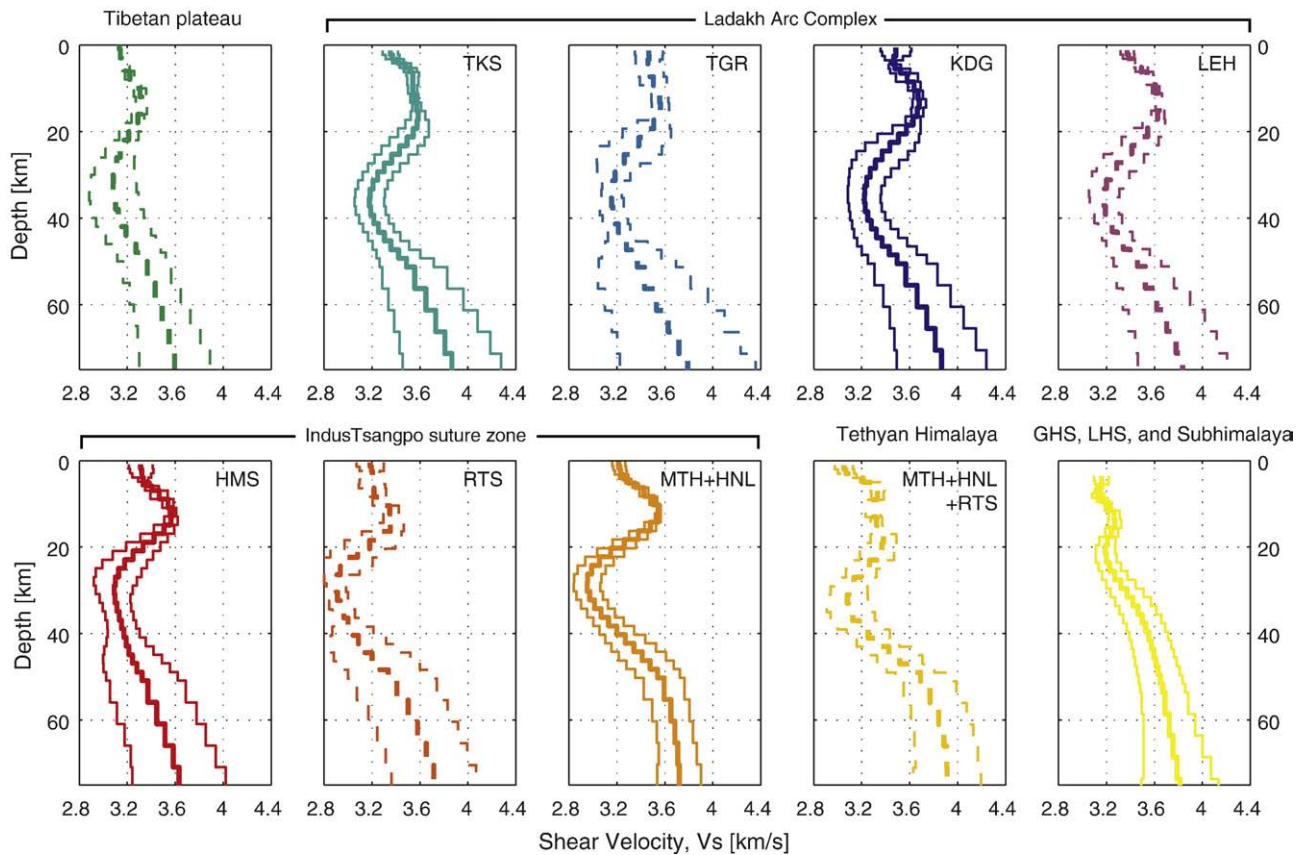 Tibetan plateau
Ladakh Arc Complex
0
20
40
60
Depth [km]
TKS
TGR
KDG
LEH
0
20
40
60
2.8 3.2 3.6 4 4.4
2.8 3.2 3.6 4 4.4
2.8 3.2 3.6 4 4.4
2.8 3.2 3.6 4 4.4
2.8 3.2 3.6 4 4.4
IndusTsangpo suture zone
Tethyan Himalaya
GHS, LHS, and Subhimalaya
0
20
40
60
Depth [km]
HMS
RTS
MTH+HNL
MTH+HNL
+RTS
0
20
40
60
2.8 3.2 3.6 4 4.4
2.8 3.2 3.6 4 4.4
2.8 3.2 3.6 4 4.4
2.8 3.2 3.6 4 4.4
2.8 3.2 3.6 4 4.4
Shear Velocity, Vs [km/s]